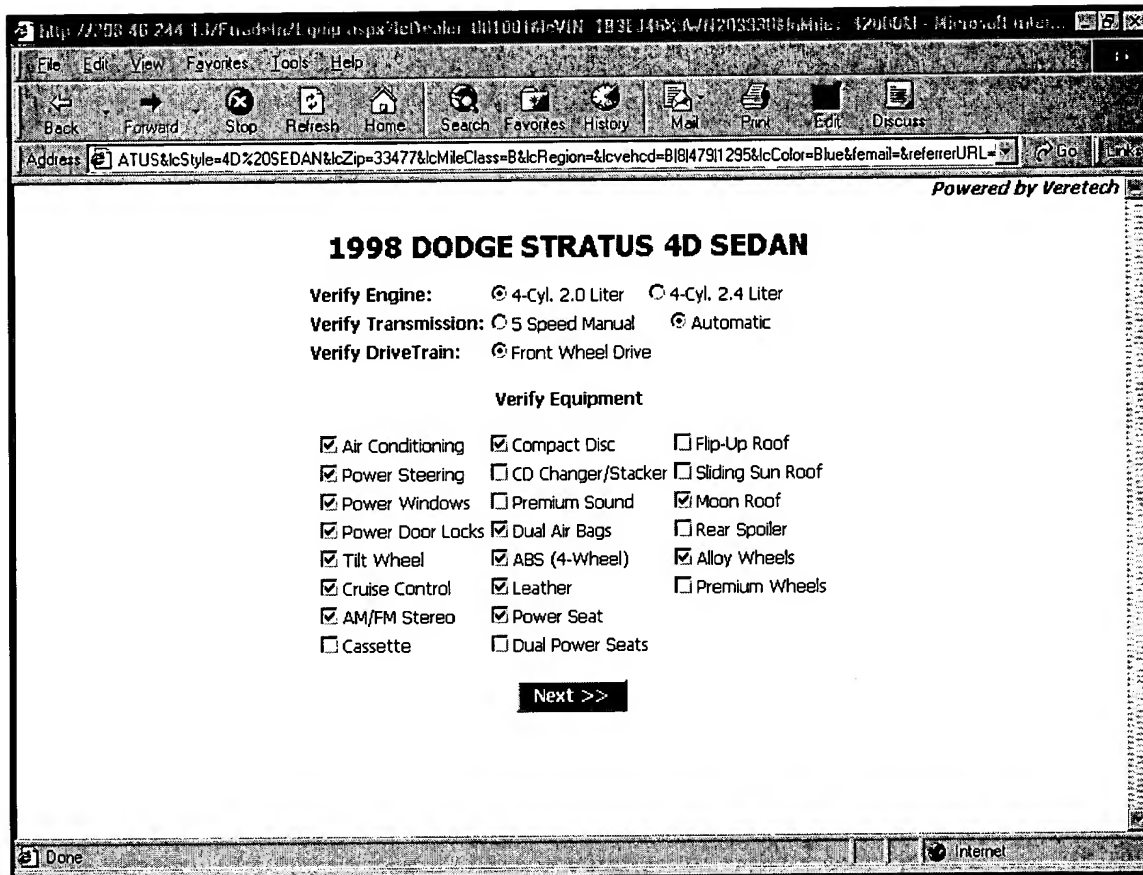 File Edit View Favorites Tools Help
Back Forward Stop Refresh Home Search Favorites History Mail Print Edit Discuss
Address ATUS&lcStyle=4D%20SEDAN&lcZip=33477&lcMileClass=B&lcRegion=&lcvehcd=B|8|479|1295&lcColor=Blue&femail=&referrerURL= Go Links
Powered by Veretech
1998 DODGE STRATUS 4D SEDAN
Verify Engine: 4-Cyl. 2.0 Liter 4-Cyl. 2.4 Liter
Verify Transmission: 5 Speed Manual Automatic
Verify DriveTrain: Front Wheel Drive
Verify Equipment
Air Conditioning Compact Disc Flip-Up Roof
Power Steering CD Changer/Stacker Sliding Sun Roof
Power Windows Premium Sound Moon Roof
Power Door Locks Dual Air Bags Rear Spoiler
Tilt Wheel ABS (4-Wheel) Alloy Wheels
Cruise Control Leather Premium Wheels
AM/FM Stereo Power Seat
Cassette Dual Power Seats
Next >>
Done Internet